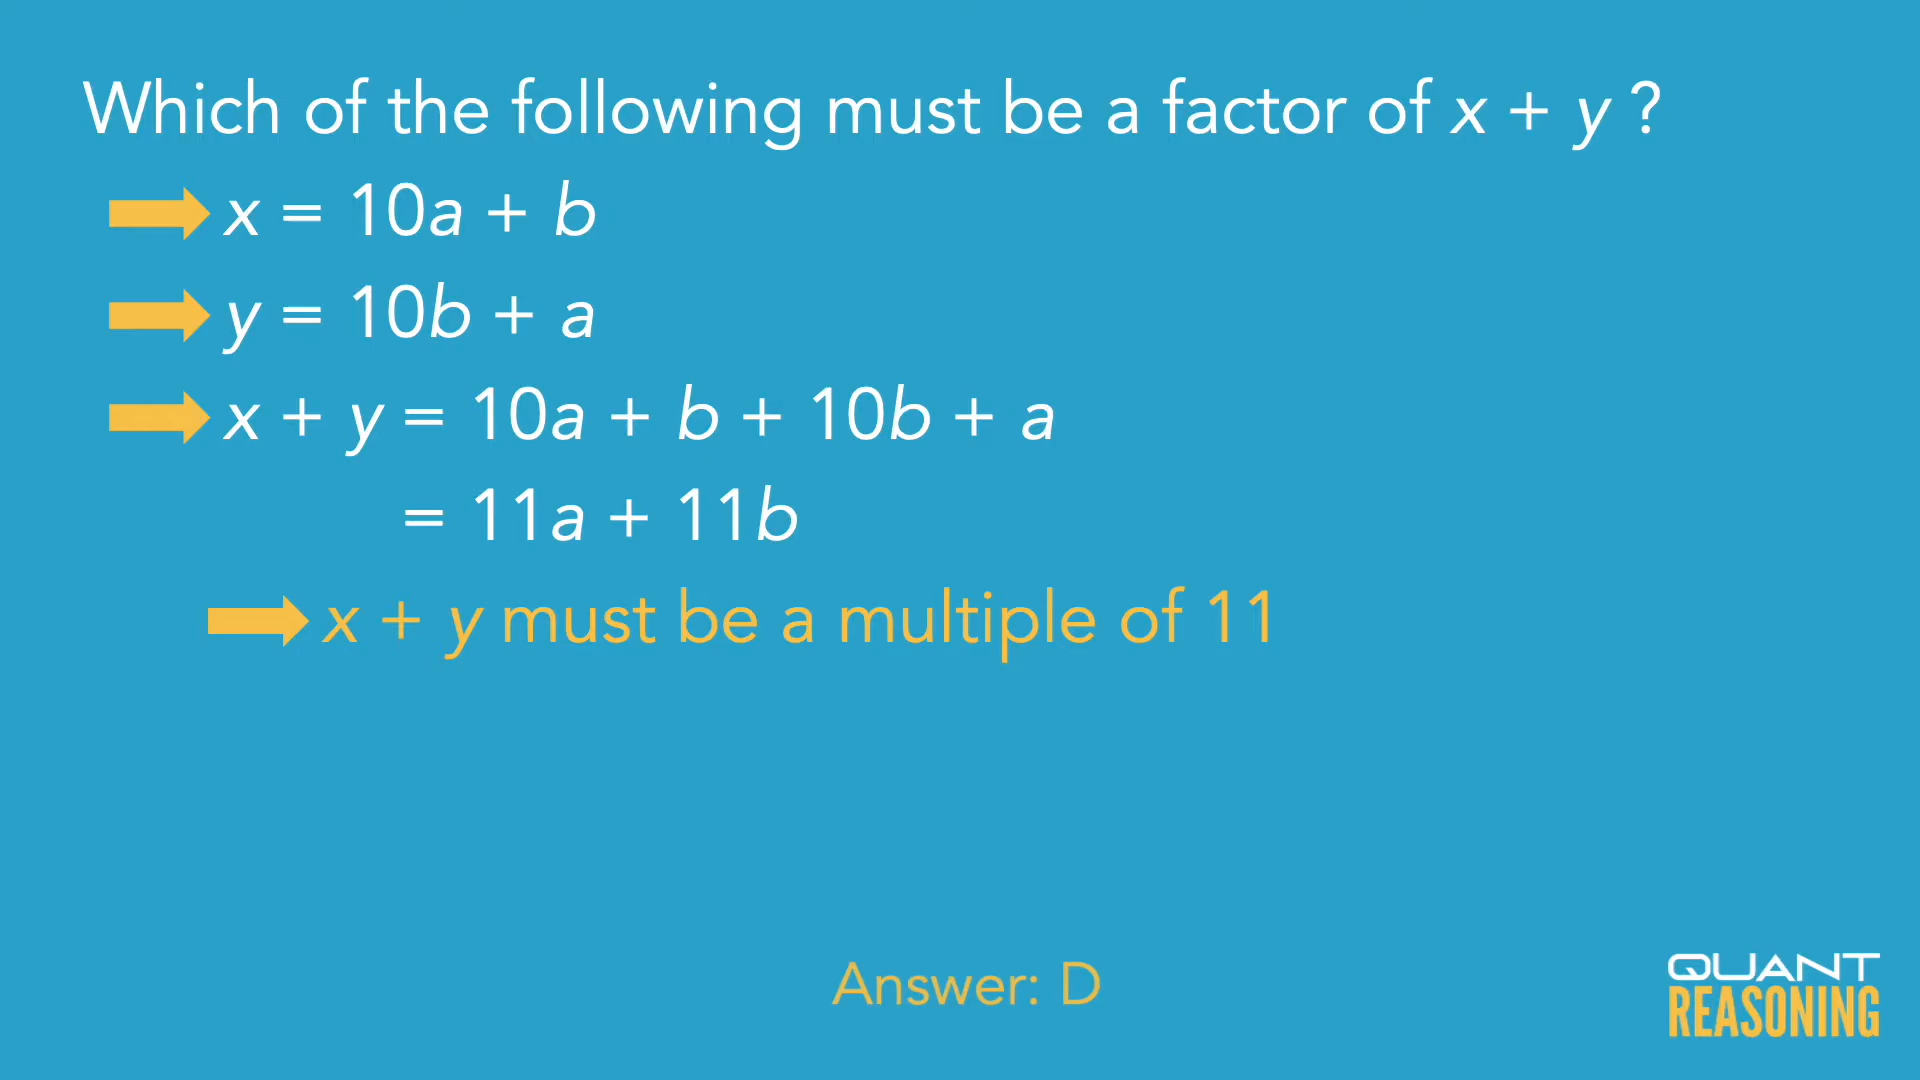 Which of the following must be a factor of x + y ?
x = 10a + b
y = 10b + a
x + y = 10a + b + 10b + a
= 11a + 11b
x + y must be a multiple of 11
Answer: D
QUANT
REASONING